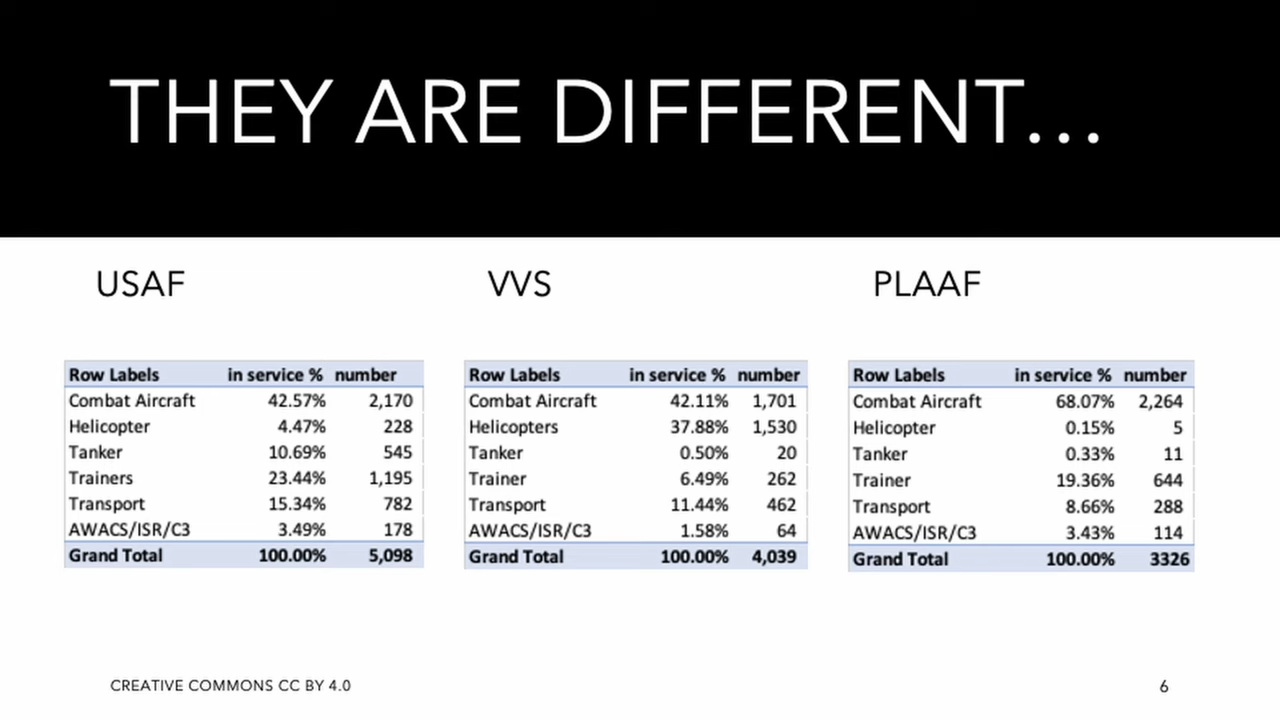 THEY ARE DIFFERENT...
USAF
Row Labels in service % number
Combat Aircraft 42.57% 2,170
Helicopter 4.47% 228
Tanker 10.69% 545
Trainers 23.44% 1,195
Transport 15.34% 782
AWACS/ISR/C3 3.49% 178
Grand Total 100.00% 5,098
VVS
Row Labels in service % number
Combat Aircraft 42.11% 1,701
Helicopters 37.88% 1,530
Tanker 0.50% 20
Trainer 6.49% 262
Transport 11.44% 462
AWACS/ISR/C3 1.58% 64
Grand Total 100.00% 4,039
PLAAF
Row Labels in service % number
Combat Aircraft 68.07% 2,264
Helicopter 0.15% 5
Tanker 0.33% 11
Trainer 19.36% 644
Transport 8.66% 288
AWACS/ISR/C3 3.43% 114
Grand Total 100.00% 3326
CREATIVE COMMONS CC BY 4.0
6